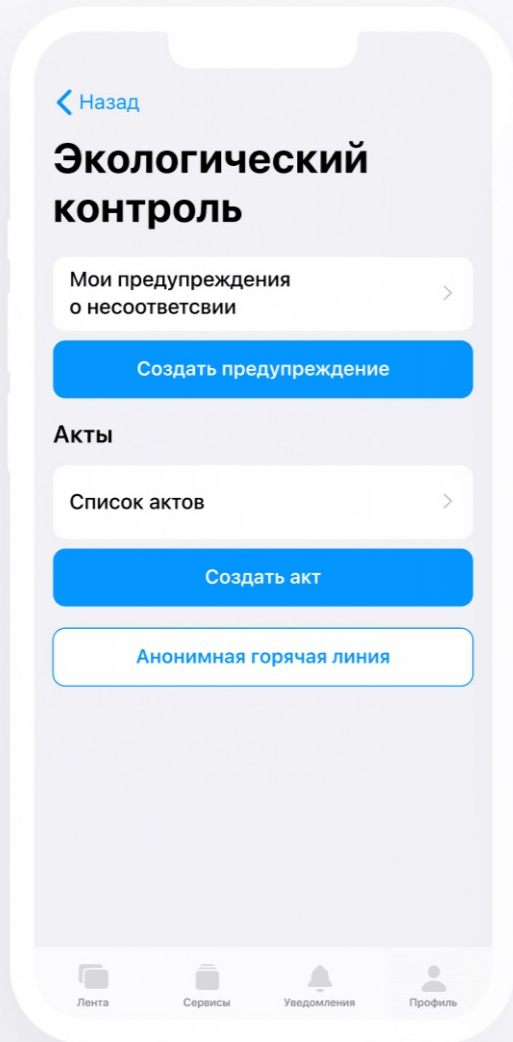 Назад
Экологический
контроль
Мои предупреждения
о несоответсвии
Создать предупреждение
Акты
Список актов
Создать акт
Анонимная горячая линия
Лента
Сервисы
Уведомления
Профиль